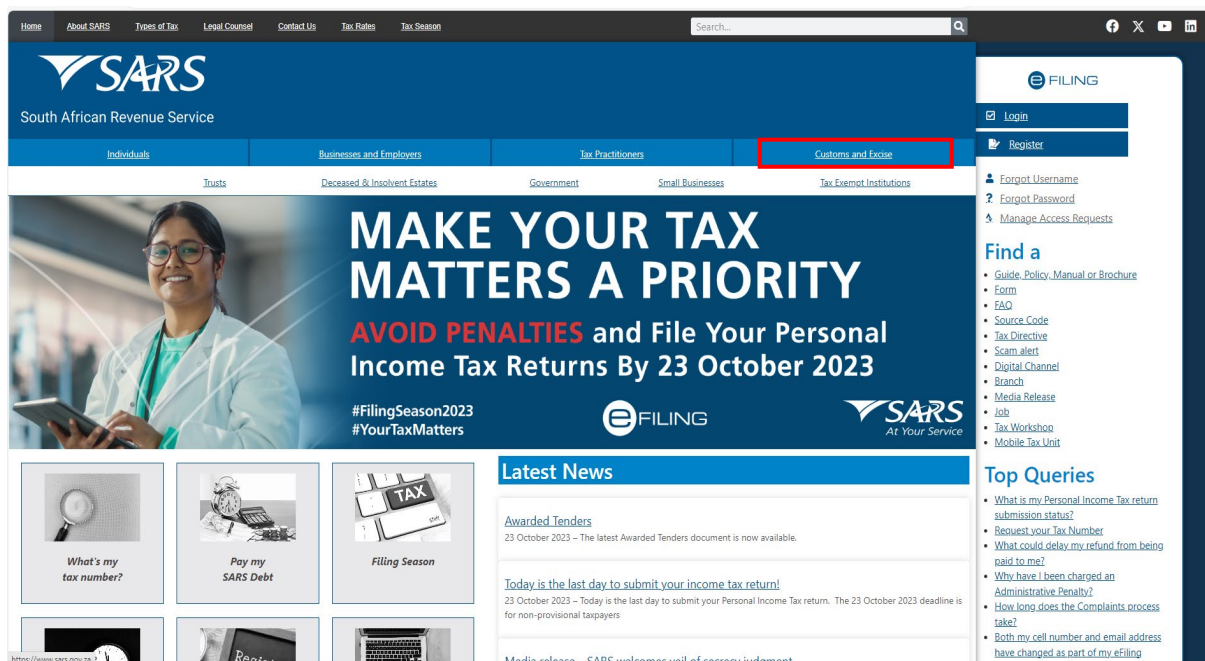 Home About SARS Types of Tax Legal Counsel Contact Us Tax Rates Tax Season Search...
SARS
South African Revenue Service
Individuals Businesses and Employers Tax Practitioners Customs and Excise
Trusts Deceased & Insolvent Estates Government Small Businesses Tax Exempt Institutions
MAKE YOUR TAX
MATTERS A PRIORITY
AVOID PENALTIES and File Your Personal
Income Tax Returns By 23 October 2023
#FilingSeason2023
#YourTaxMatters
e FILING
SARS
At Your Service
TAX
What's my
tax number?
Pay my
SARS Debt
Filing Season
Latest News
Awarded Tenders
23 October 2023 – The latest Awarded Tenders document is now available.
Today is the last day to submit your income tax return!
23 October 2023 – Today is the last day to submit your Personal Income Tax return. The 23 October 2023 deadline is
for non-provisional taxpayers
Media release – SARS welcomes veil of secrecy judgment
e FILING
Login
Register
Forgot Username
Forgot Password
Manage Access Requests
Find a
Guide, Policy, Manual or Brochure
Form
FAQ
Source Code
Tax Directive
Scam alert
Digital Channel
Branch
Media Release
Job
Tax Workshop
Mobile Tax Unit
Top Queries
What is my Personal Income Tax return
submission status?
Request your Tax Number
What could delay my refund from being
paid to me?
Why have I been charged an
Administrative Penalty?
How long does the Complaints process
take?
Both my cell number and email address
have changed as part of my eFiling